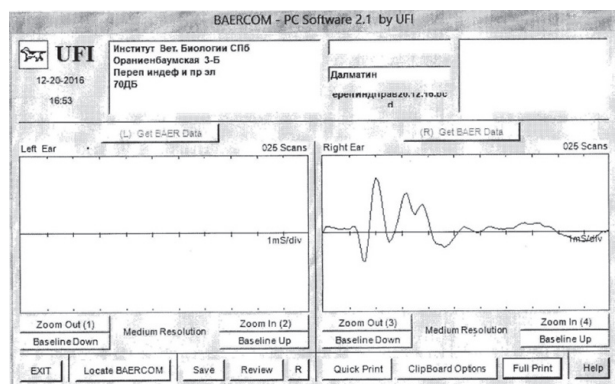 BAERCOM - PC Software 2.1 by UFI
UFI
12-20-2016
16:53
Институт Вет. Биологии СПб
Ораниенбаумская 3-Б
Переп индеф и пр эл
70ДБ
Далматин
d
(L) Get BAER Data
(R) Get BAER Data
Left Ear
025 Scans
Right Ear
025 Scans
1mS/div
1mS/div
Zoom Out (1)
Medium Resolution
Zoom In (2)
Baseline Down
Baseline Up
Zoom Out (3)
Medium Resolution
Zoom In (4)
Baseline Down
Baseline Up
EXIT
Locate BAERCOM
Save
Review
R
Quick Print
ClipBoard Options
Full Print
Help